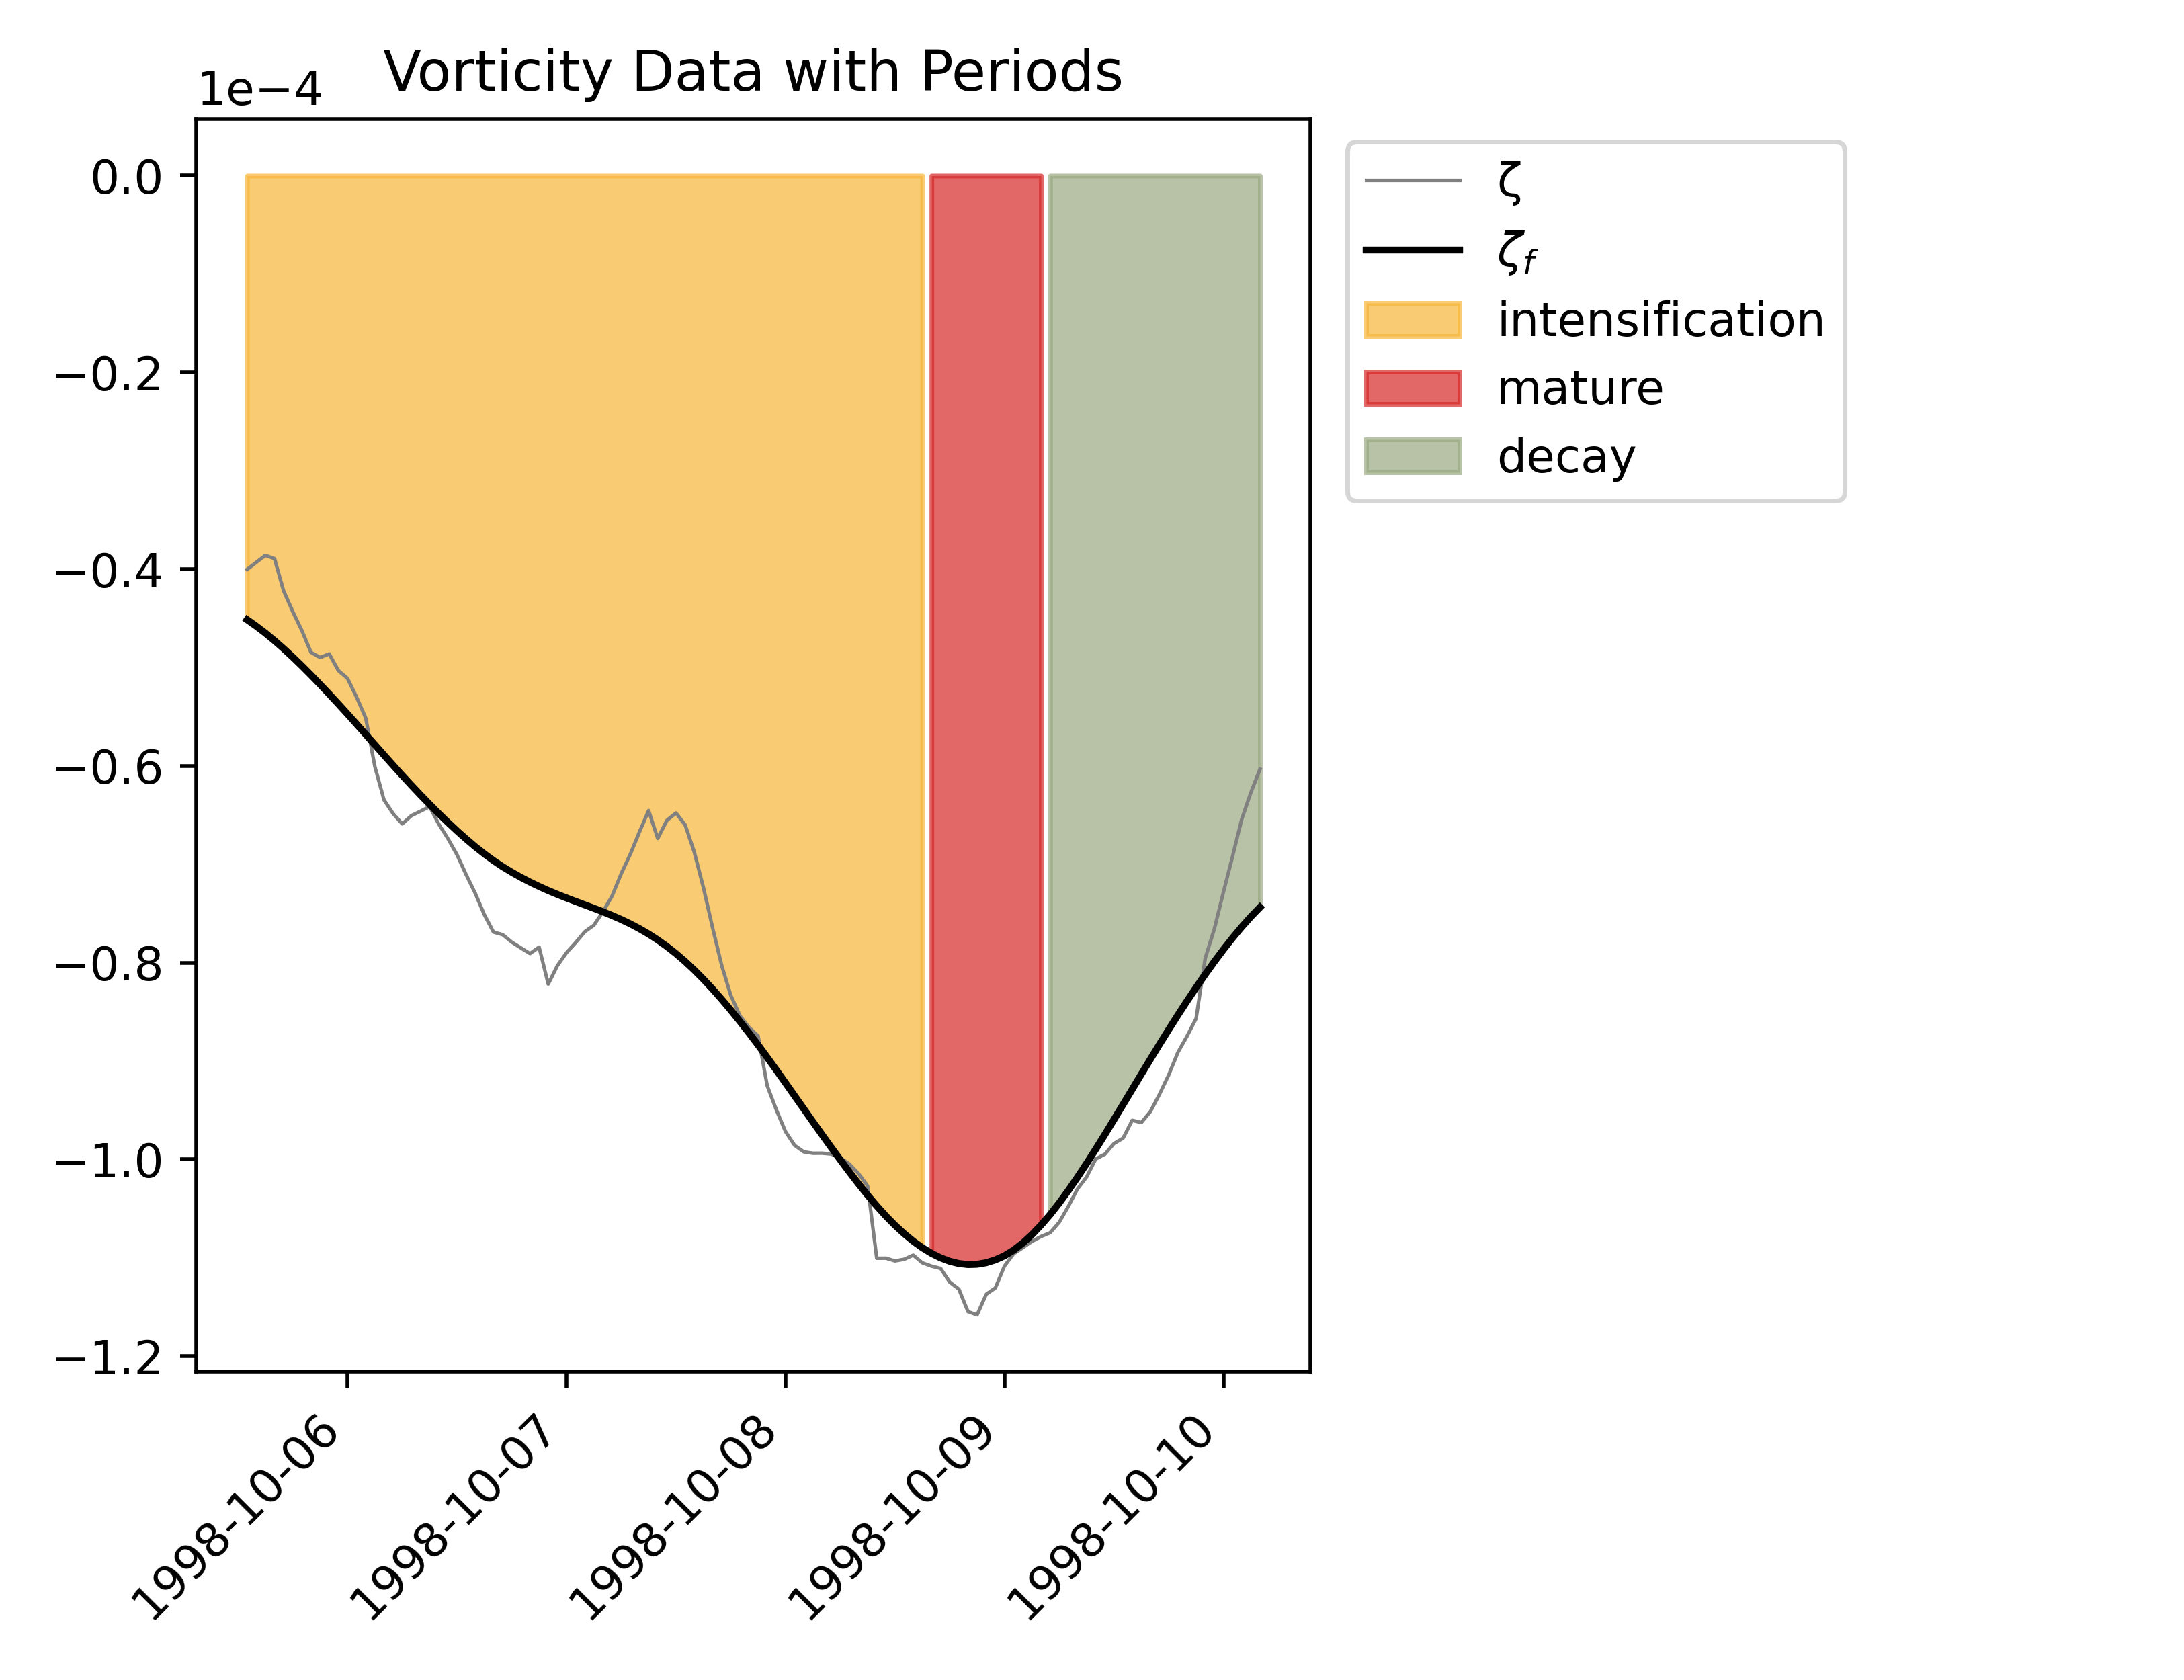 Vorticity Data with Periods
1e−4
0.0
−0.2
−0.4
−0.6
−0.8
−1.0
−1.2
1998-10-06
1998-10-07
1998-10-08
1998-10-09
1998-10-10
ζ
ζf
intensification
mature
decay